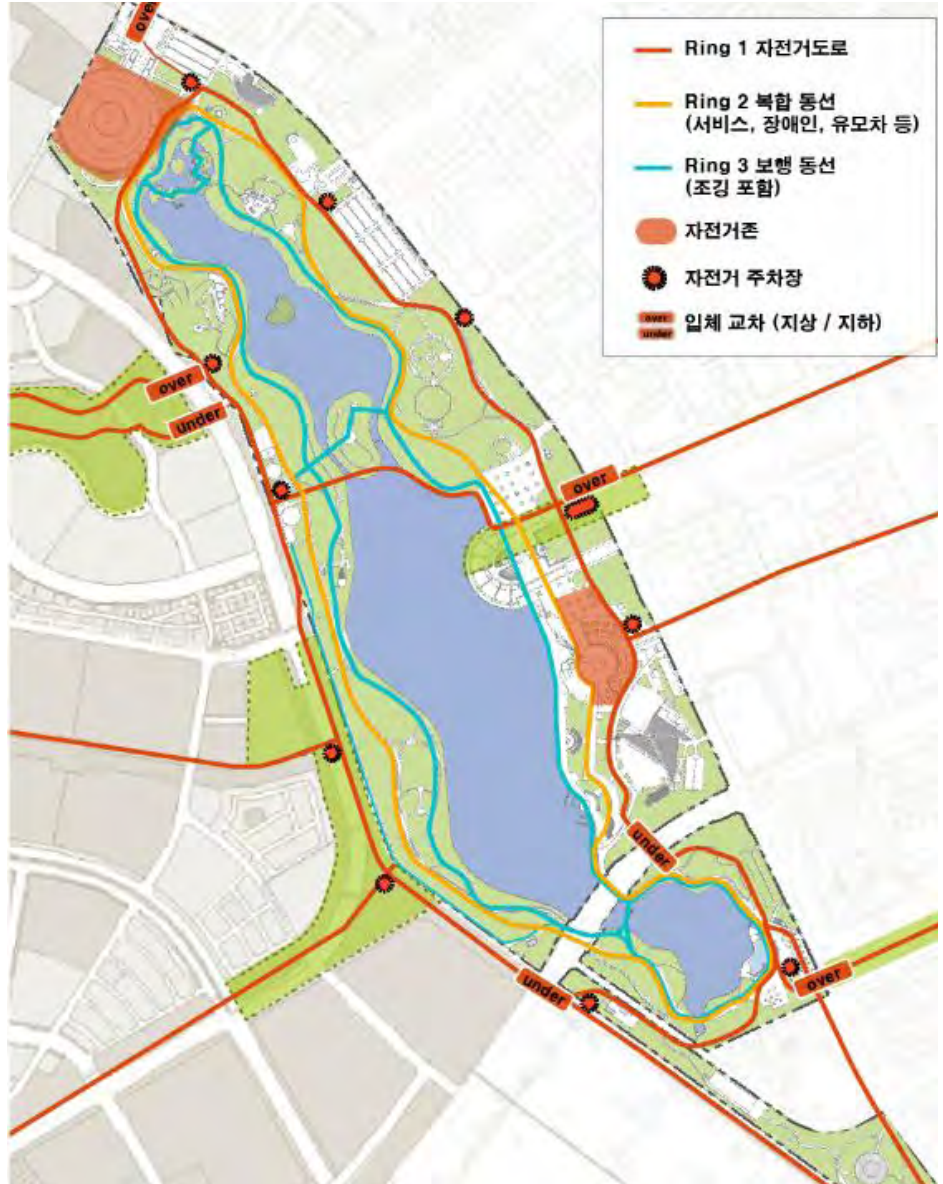 over
Ring 1 자전거도로
Ring 2 복합 동선
(서비스, 장애인, 유모차 등)
Ring 3 보행 동선
(조깅 포함)
자전거존
자전거 주차장
over
under
입체 교차 (지상 / 지하)
over
under
over
under
under
over